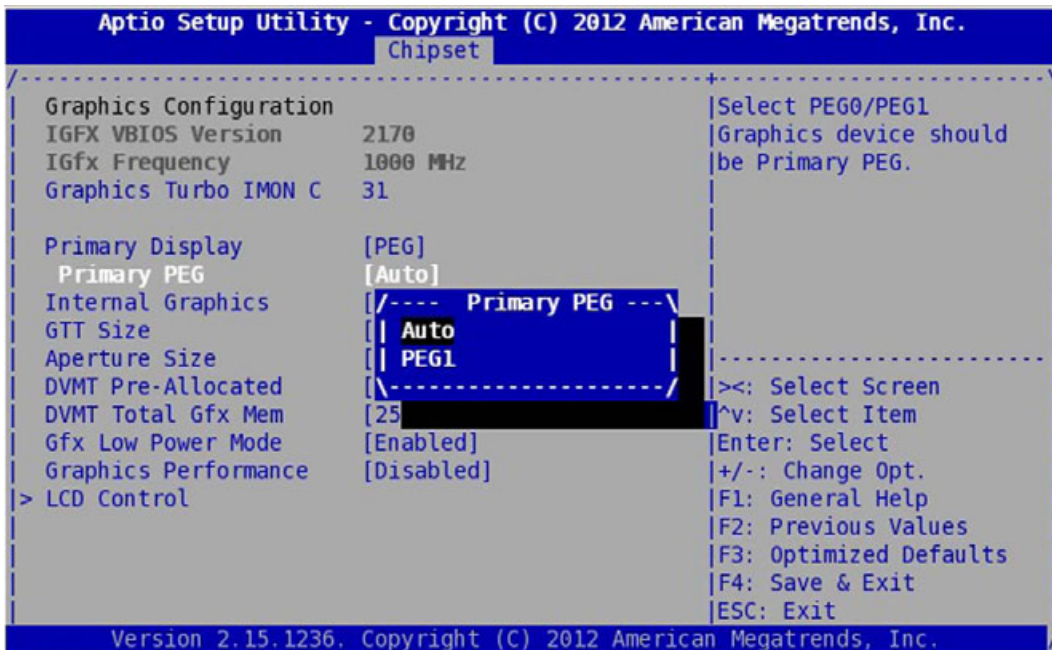 Aptio Setup Utility - Copyright (C) 2012 American Megatrends, Inc.
Chipset
Graphics Configuration
IGFX VBIOS Version 2170
IGfx Frequency 1000 MHz
Graphics Turbo IMON C 31
Primary Display [PEG]
Primary PEG [Auto]
Internal Graphics [
GTT Size [
Aperture Size [
DVMT Pre-Allocated [
DVMT Total Gfx Mem [25
Gfx Low Power Mode [Enabled]
Graphics Performance [Disabled]
> LCD Control
/---- Primary PEG ---\
Auto
PEG1
Select PEG0/PEG1
Graphics device should
be Primary PEG.
><: Select Screen
^v: Select Item
Enter: Select
+/-: Change Opt.
F1: General Help
F2: Previous Values
F3: Optimized Defaults
F4: Save & Exit
ESC: Exit
Version 2.15.1236. Copyright (C) 2012 American Megatrends, Inc.